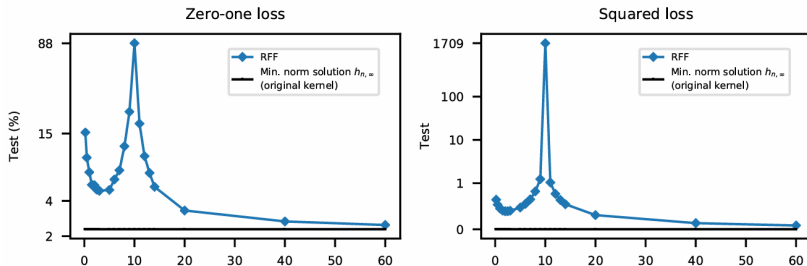 Zero-one loss
88
15
4
2
Test (%)
RFF
Min. norm solution h_{n,∞}
(original kernel)
0 10 20 30 40 50 60
Squared loss
1709
100
10
1
0
Test
RFF
Min. norm solution h_{n,∞}
(original kernel)
0 10 20 30 40 50 60